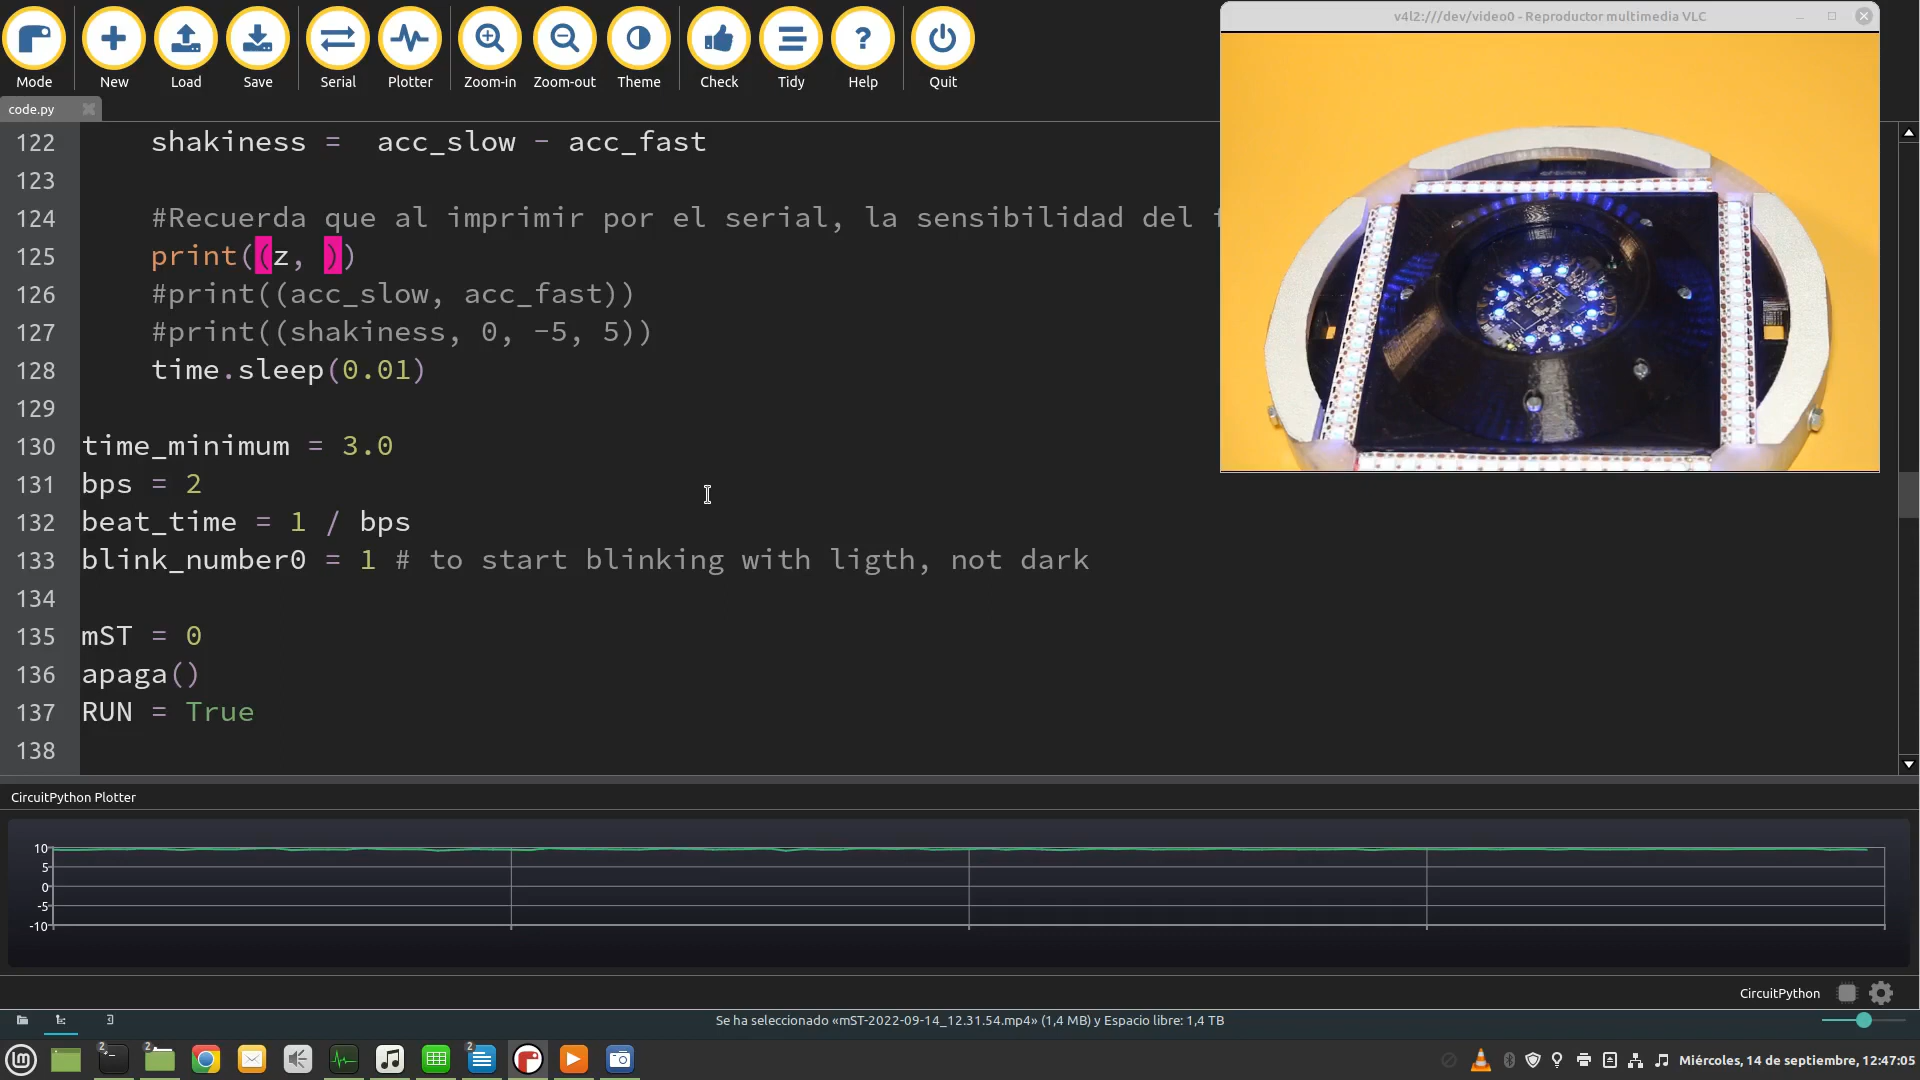 v4l2:///dev/video0 - Reproductor multimedia VLC
Mode
New
Load
Save
Serial
Plotter
Zoom-in
Zoom-out
Theme
Check
Tidy
?
Help
Quit
code.py
122 shakiness = acc_slow - acc_fast
123
124 #Recuerda que al imprimir por el serial, la sensibilidad del
125 print((z, ))
126 #print((acc_slow, acc_fast))
127 #print((shakiness, 0, -5, 5))
128 time.sleep(0.01)
129
130 time_minimum = 3.0
131 bps = 2
132 beat_time = 1 / bps
133 blink_number0 = 1 # to start blinking with ligth, not dark
134
135 mST = 0
136 apaga()
137 RUN = True
138
CircuitPython Plotter
10
5
0
-5
-10
CircuitPython
Se ha seleccionado «mST-2022-09-14_12.31.54.mp4» (1,4 MB) y Espacio libre: 1,4 TB
2
2
2
Miércoles, 14 de septiembre, 12:47:05